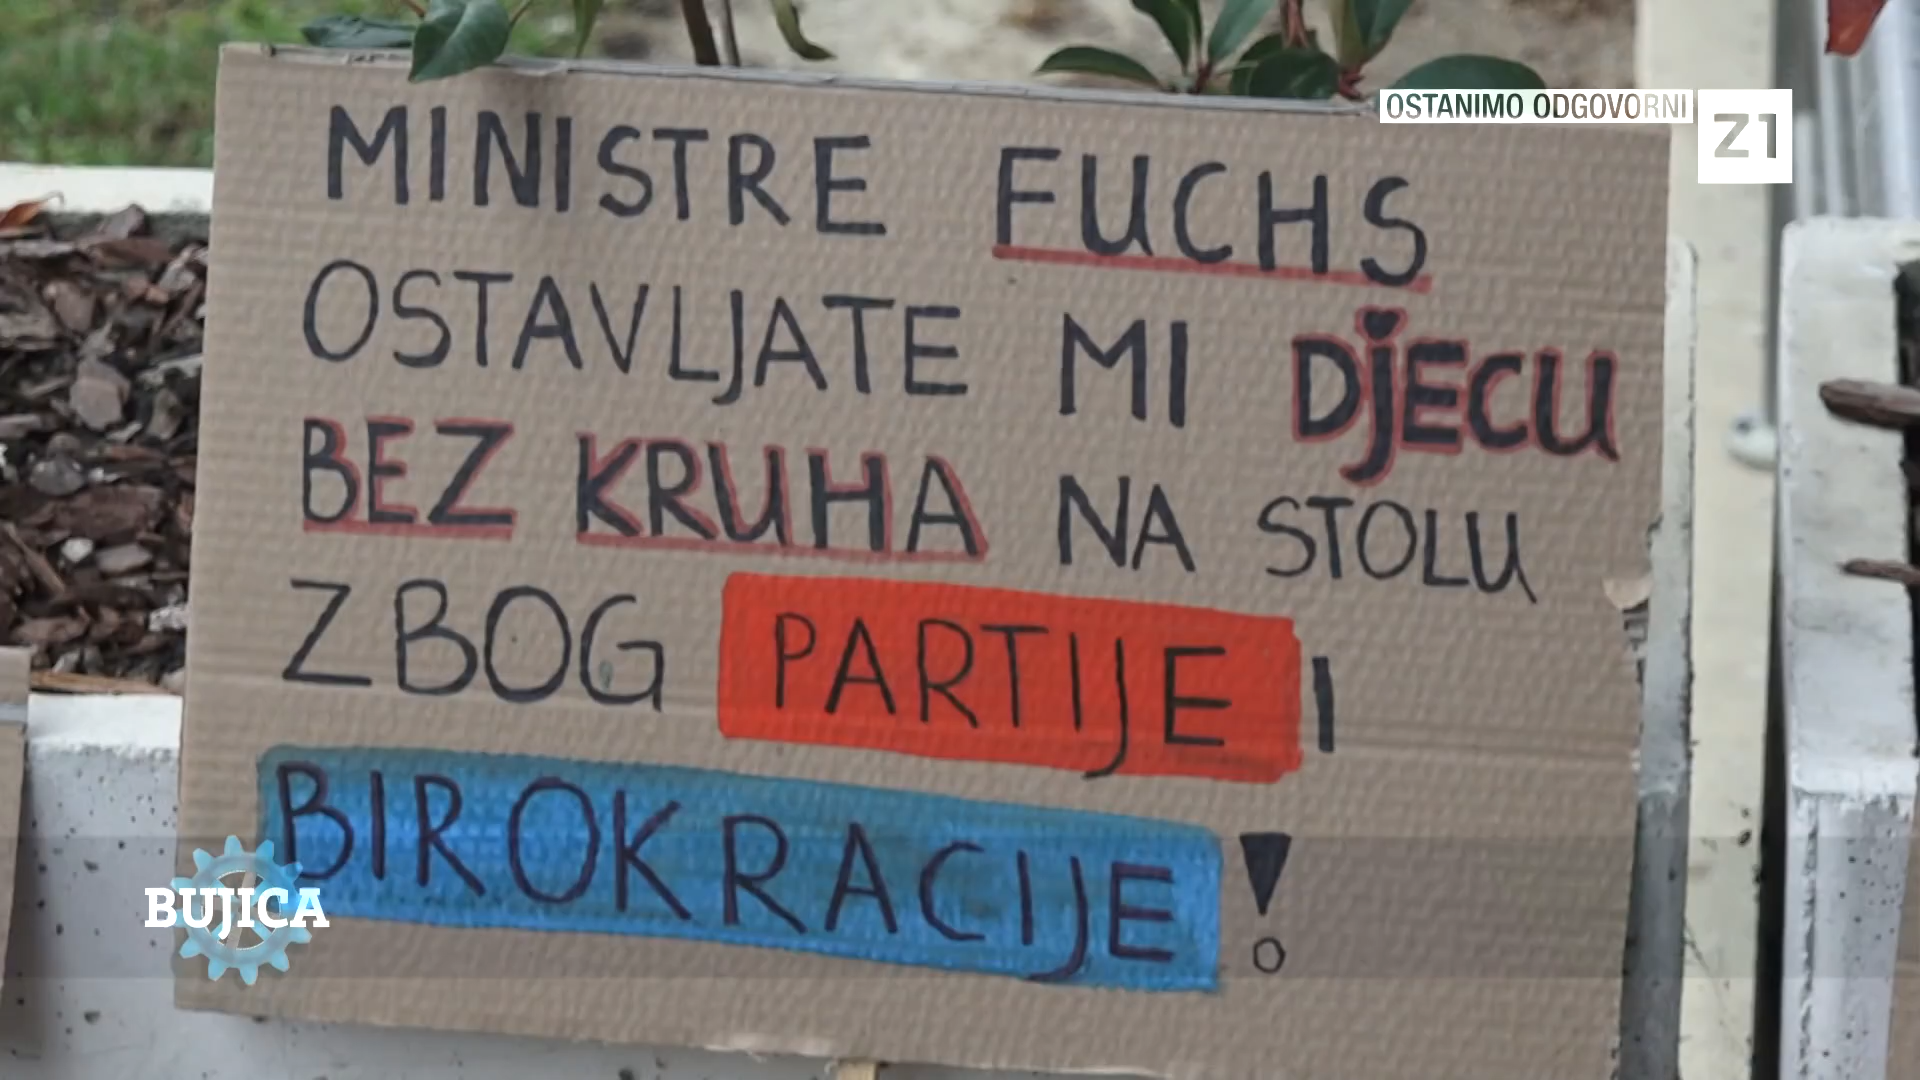 OSTANIMO ODGOVORNI
Z1
MINISTRE FUCHS
OSTAVLJATE MI DJECU
BEZ KRUHA NA STOLU
ZBOG PARTIJE I
BIROKRACIJE!
BUJICA